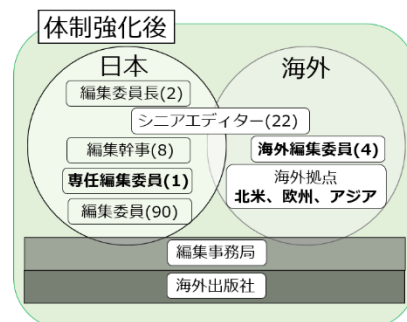 体制強化後
日本
海外
編集委員長(2)
シニアエディター(22)
編集幹事(8)
海外編集委員(4)
専任編集委員(1)
海外拠点
北米、欧州、アジア
編集委員(90)
編集事務局
海外出版社